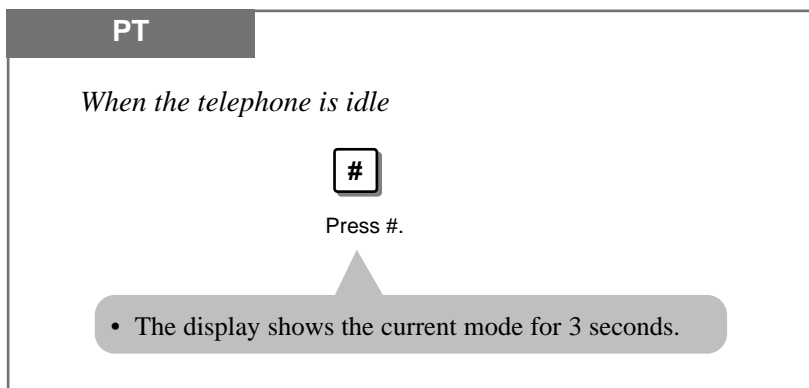 PT
When the telephone is idle
#
Press #.
• The display shows the current mode for 3 seconds.